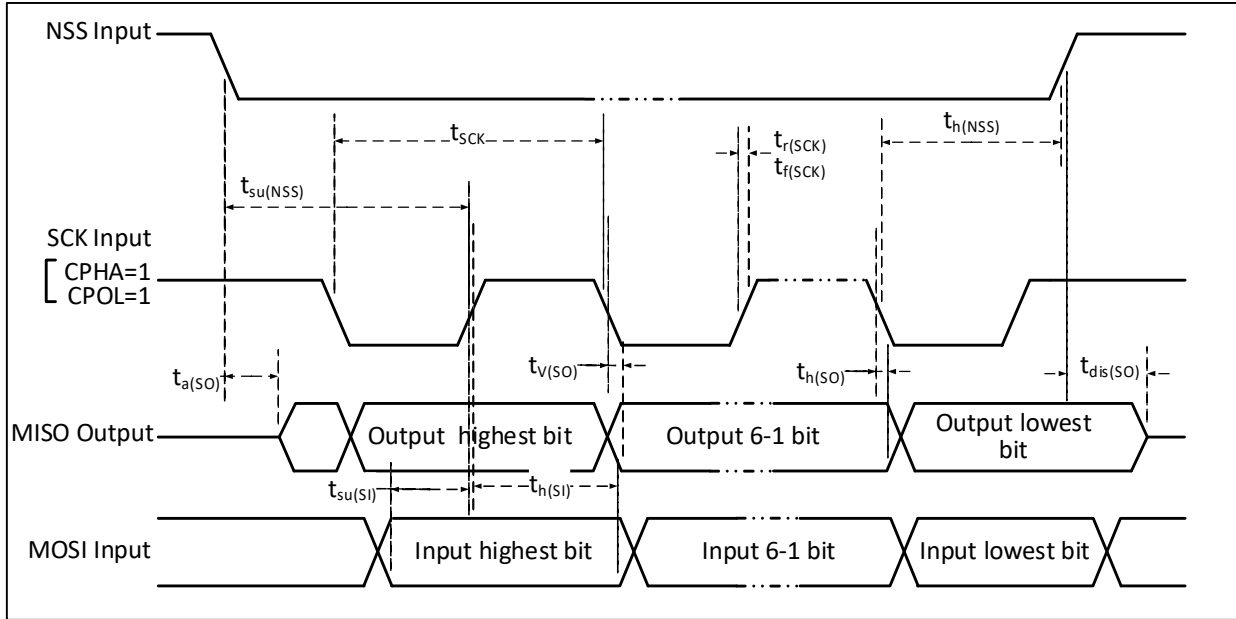 NSS Input
tSCK
tr(SCK)
tf(SCK)
th(NSS)
tsu(NSS)
SCK Input
CPHA=1
CPOL=1
ta(SO)
tV(SO)
th(SO)
tdis(SO)
MISO Output
Output highest bit
Output 6-1 bit
Output lowest
bit
tsu(SI)
th(SI)
MOSI Input
Input highest bit
Input 6-1 bit
Input lowest bit